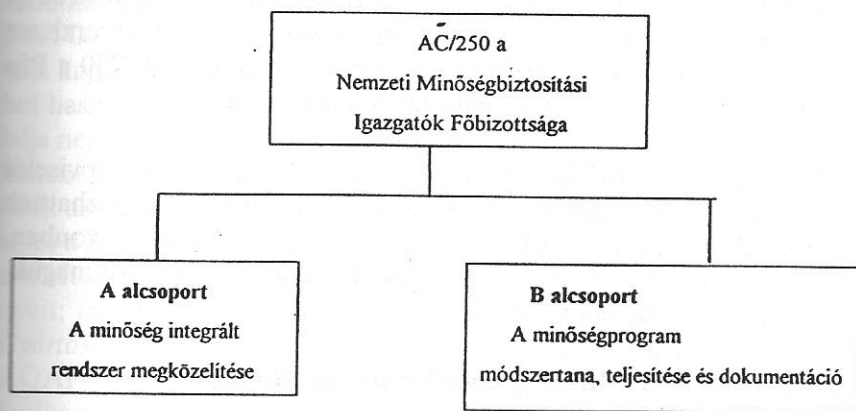 AC/250 a
Nemzeti Minőségbiztosítási
Igazgatók Főbizottsága
A alcsoport
A minőség integrált
rendszer megközelítése
B alcsoport
A minőségprogram
módszertana, teljesítése és dokumentáció